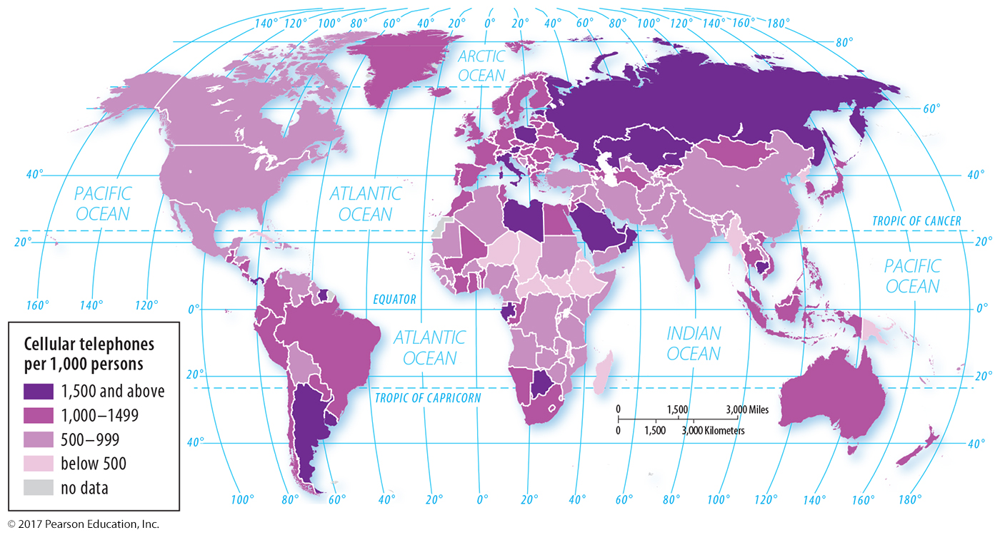 140° 120° 100° 80° 60° 40° 20° 0° 20° 40° 60° 80° 100° 120° 140° 160° 180°
80°
ARCTIC
OCEAN
60°
40°
40°
PACIFIC
OCEAN
ATLANTIC
OCEAN
TROPIC OF CANCER
20°
20°
PACIFIC
OCEAN
160° 140° 120°
EQUATOR
0°
0°
ATLANTIC
OCEAN
INDIAN
OCEAN
20°
20°
TROPIC OF CAPRICORN
0 1,500 3,000 Miles
0 1,500 3,000 Kilometers
40°
40°
100° 80° 60° 40° 20° 0° 20° 40° 60° 80° 100° 120° 140° 160° 180°
Cellular telephones
per 1,000 persons
1,500 and above
1,000–1499
500–999
below 500
no data
© 2017 Pearson Education, Inc.